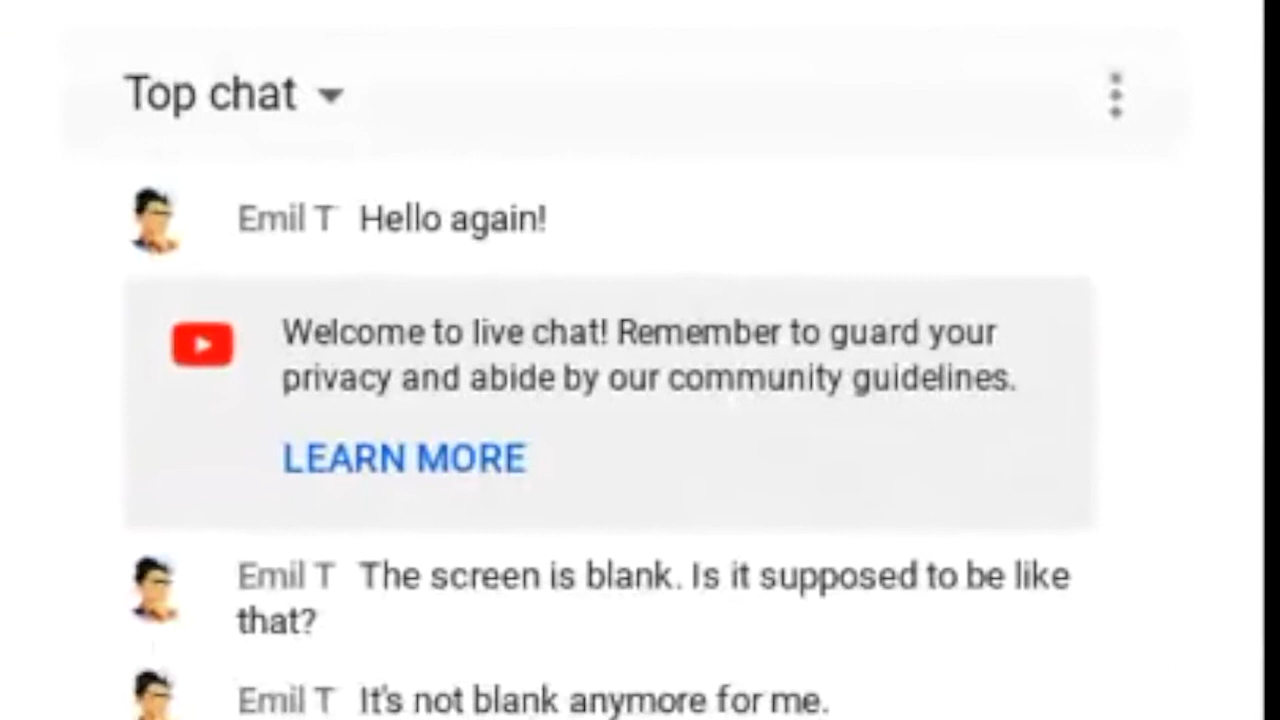 Top chat
Emil T Hello again!
Welcome to live chat! Remember to guard your
privacy and abide by our community guidelines.
LEARN MORE
Emil T The screen is blank. Is it supposed to be like
that?
Emil T It's not blank anymore for me.